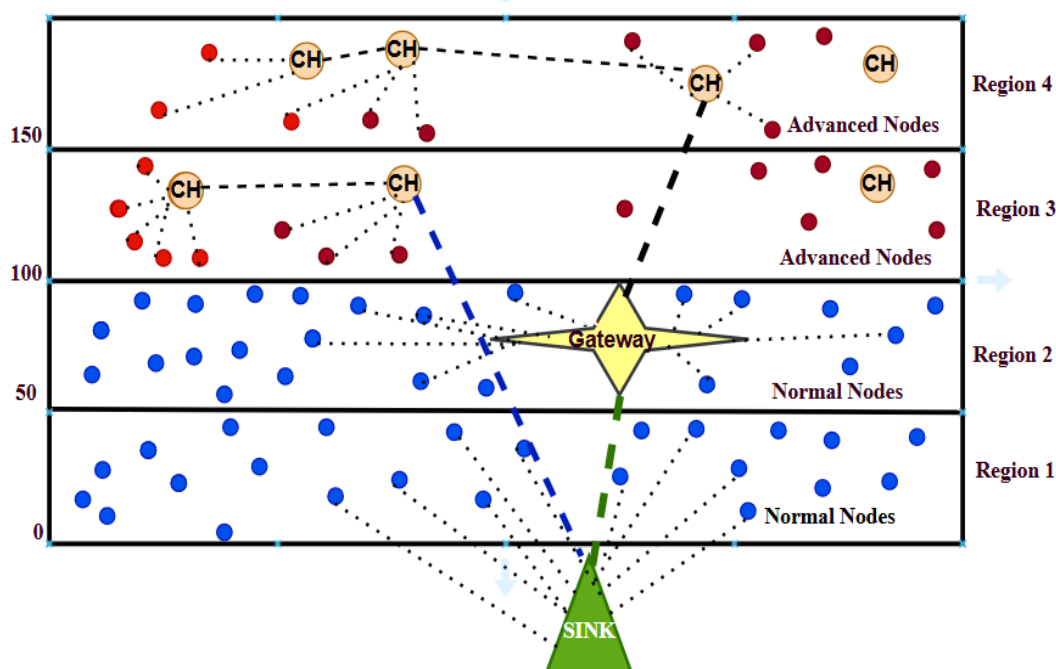 CH
CH
CH
CH
Region 4
Advanced Nodes
150
CH
CH
CH
Region 3
Advanced Nodes
100
Gateway
Region 2
Normal Nodes
50
Region 1
Normal Nodes
0
SINK